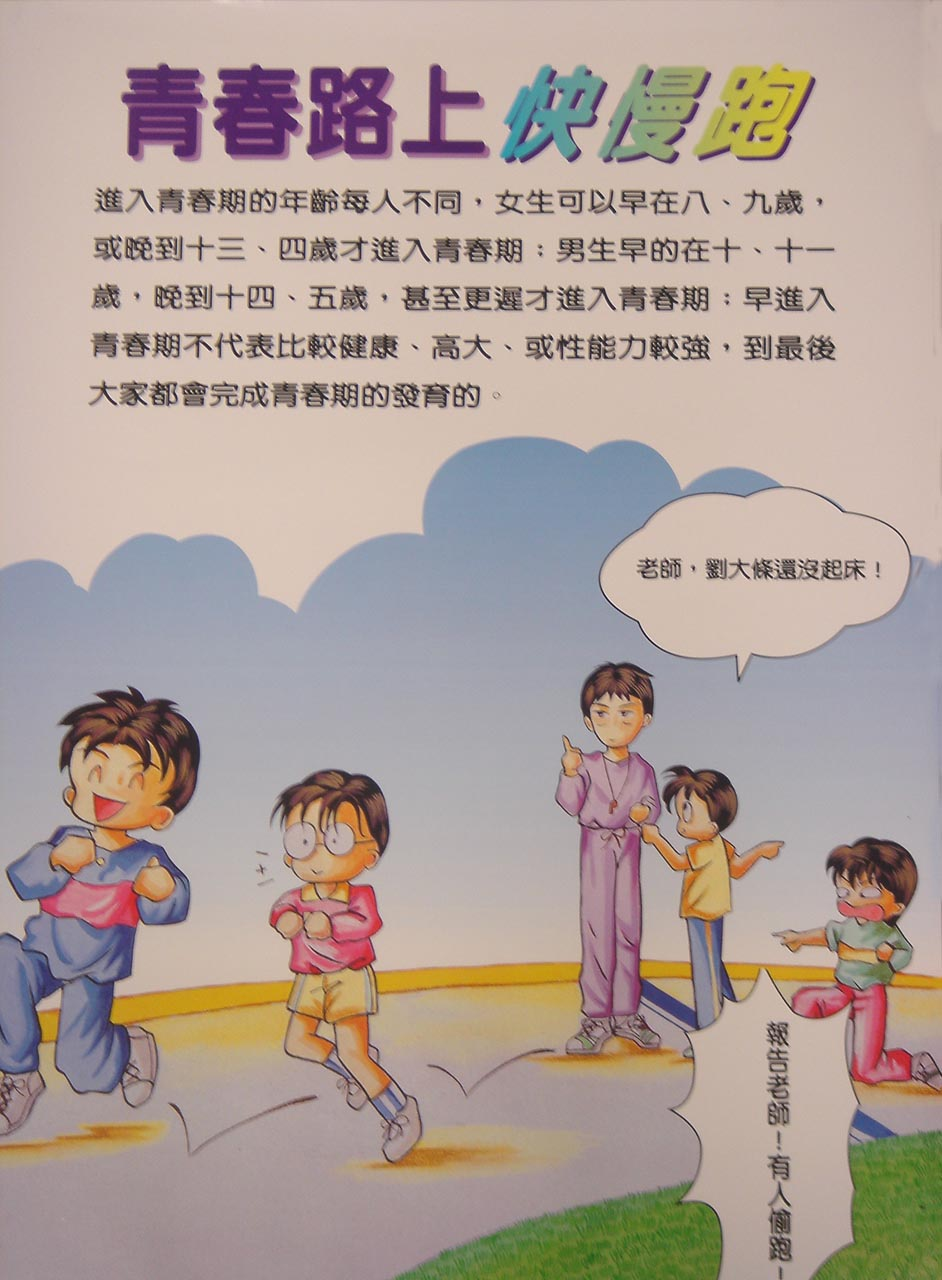 青春路上快慢跑
進入青春期的年齡每人不同，女生可以早在八、九歲，
或晚到十三、四歲才進入青春期；男生早的在十、十一
歲，晚到十四、五歲，甚至更遲才進入青春期；早進入
青春期不代表比較健康、高大、或性能力較強，到最後
大家都會完成青春期的發育的。
老師，劉大條還沒起床！
報告老師！有人偷跑！